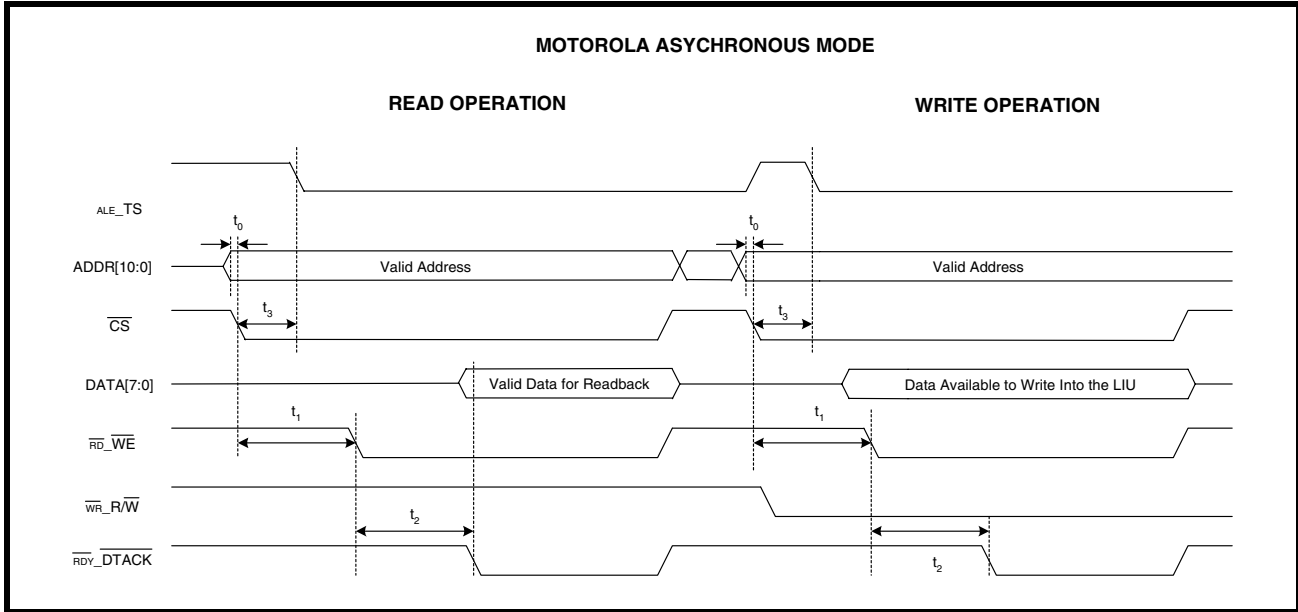 MOTOROLA ASYCHRONOUS MODE
READ OPERATION WRITE OPERATION
ALE_TS
t0 t0
ADDR[10:0] Valid Address Valid Address
t3 t3
CS
DATA[7:0] Valid Data for Readback Data Available to Write Into the LIU
t1 t1
RD_WE
WR_R/W
t2
RDY_DTACK
t2